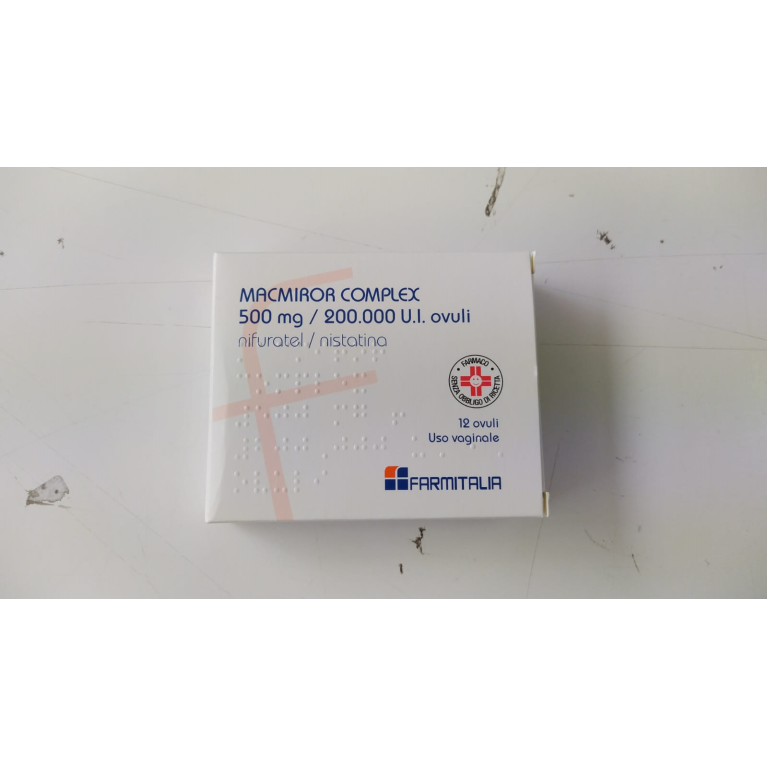 MACMIROR COMPLEX
500 mg / 200.000 U.I. ovuli
nifuratel / nistatina
FARMACO
SENZA OBBLIGO DI RICETTA
12 ovuli
Uso vaginale
FARMITALIA